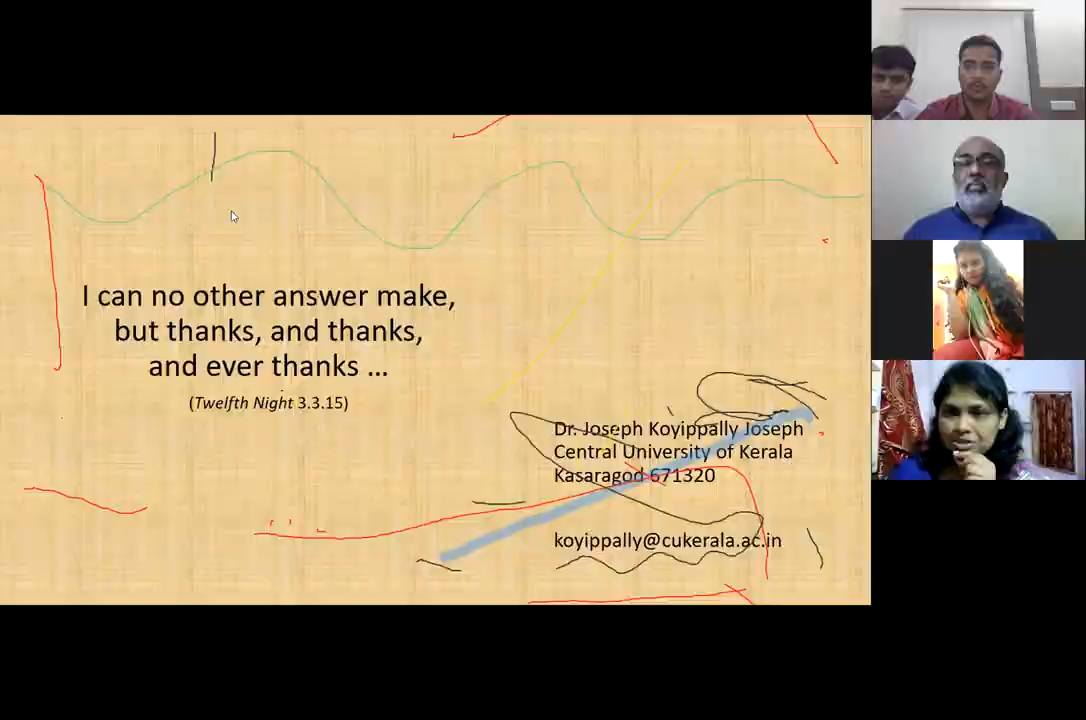 I can no other answer make,
but thanks, and thanks,
and ever thanks …
(Twelfth Night 3.3.15)
Dr. Joseph Koyippally Joseph
Central University of Kerala
Kasaragod 671320
koyippally@cukerala.ac.in